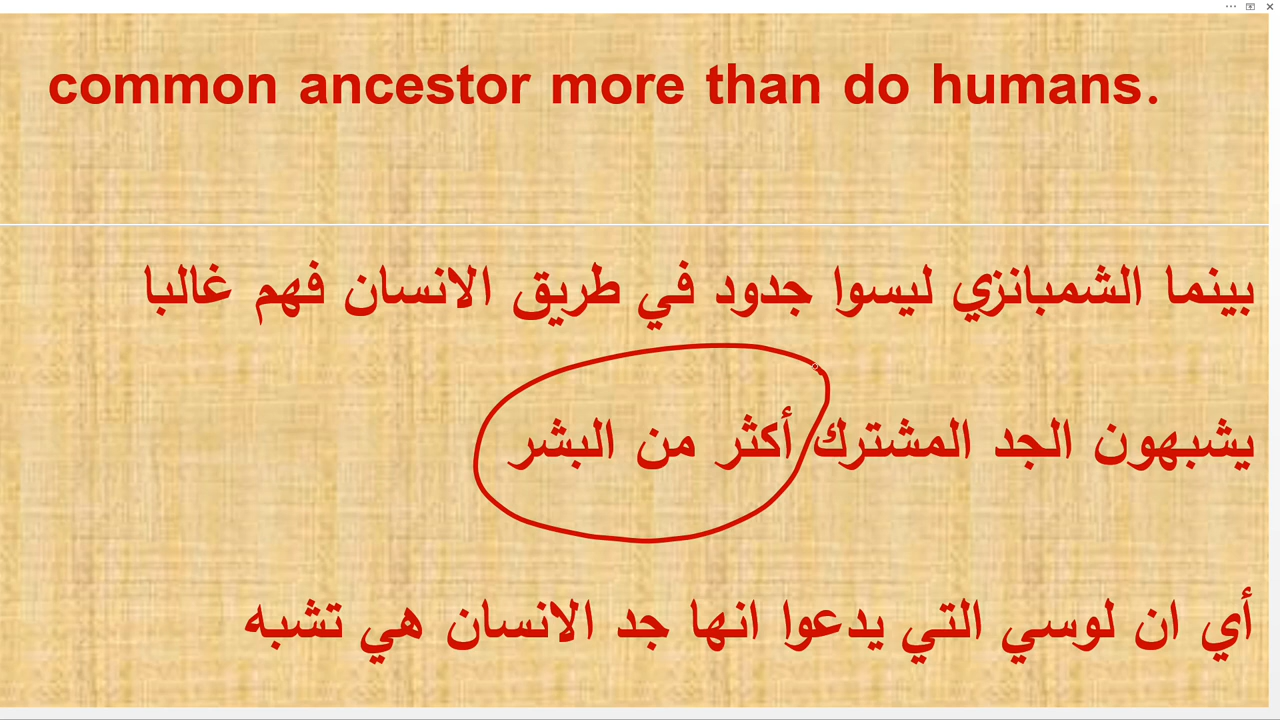 common ancestor more than do humans.
بينما الشمبانزي ليسوا جدود في طريق الانسان فهم غالبا
يشبهون الجد المشترك أكثر من البشر
أي ان لوسي التي يدعوا انها جد الانسان هي تشبه